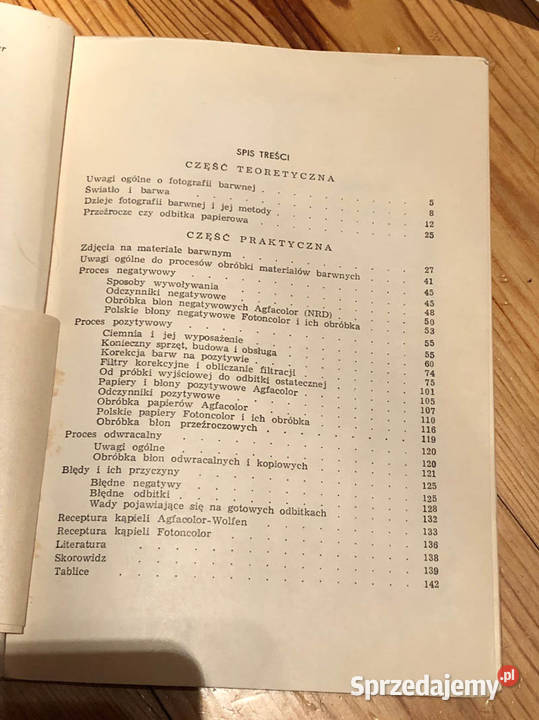 er
SPIS TREŚCI
CZĘŚĆ TEORETYCZNA
Uwagi ogólne o fotografii barwnej . . . . . 5
Światło i barwa . . . . . 8
Dzieje fotografii barwnej i jej metody . . . . . 12
Przeźrocze czy odbitka papierowa . . . . . 25
CZĘŚĆ PRAKTYCZNA
Zdjęcia na materiale barwnym . . . . . 27
Uwagi ogólne do procesów obróbki materiałów barwnych . . . . . 41
Proces negatywowy . . . . . 45
Sposoby wywoływania . . . . . 45
Odczynniki negatywowe . . . . . 48
Obróbka błon negatywowych Agfacolor (NRD) . . . . . 50
Polskie błony negatywowe Fotoncolor i ich obróbka . . . . . 53
Proces pozytywowy . . . . . 55
Ciemnia i jej wyposażenie . . . . . 55
Konieczny sprzęt, budowa i obsługa . . . . . 60
Korekcja barw na pozytywie . . . . . 74
Filtry korekcyjne i obliczanie filtracji . . . . . 75
Od próbki wyjściowej do odbitki ostatecznej . . . . . 101
Papiery i błony pozytywowe Agfacolor . . . . . 105
Odczynniki pozytywowe . . . . . 107
Obróbka papierów Agfacolor . . . . . 110
Polskie papiery Fotoncolor i ich obróbka . . . . . 116
Obróbka błon przeźroczowych . . . . . 119
Proces odwracalny . . . . . 120
Uwagi ogólne . . . . . 120
Obróbka błon odwracalnych i kopiowych . . . . . 121
Błędy i ich przyczyny . . . . . 125
Błędne negatywy . . . . . 125
Błędne odbitki . . . . . 128
Wady pojawiające się na gotowych odbitkach . . . . . 132
Receptura kąpieli Agfacolor-Wolfen . . . . . 133
Receptura kąpieli Fotoncolor . . . . . 136
Literatura . . . . . 138
Skorowidz . . . . . 139
Tablice . . . . . 142
Sprzedajemy.pl